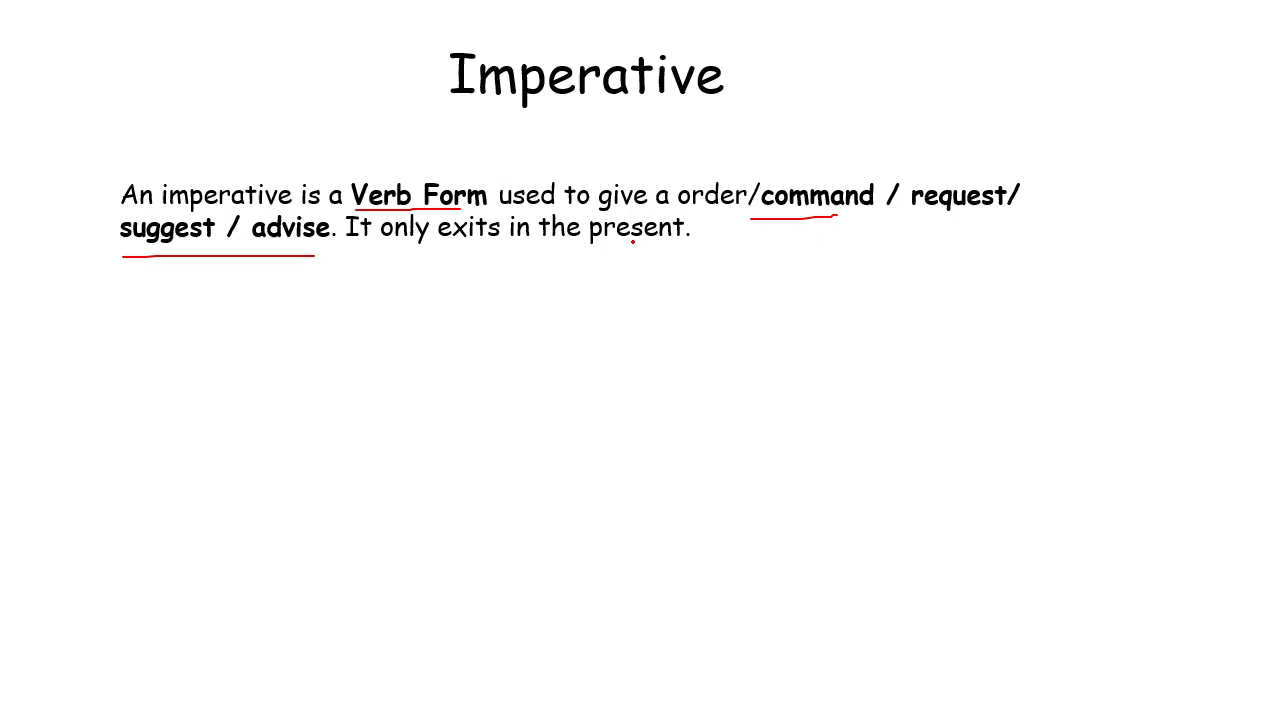 Imperative
An imperative is a Verb Form used to give a order/command / request/
suggest / advise. It only exits in the present.